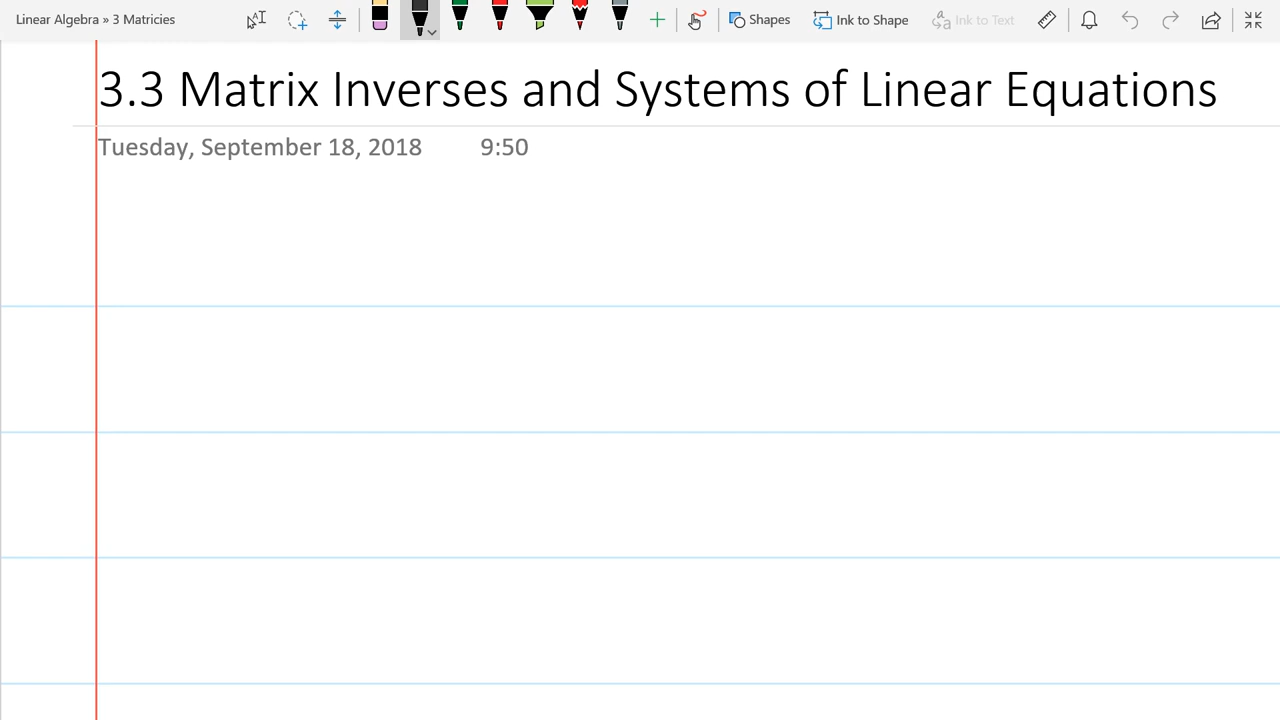 Linear Algebra » 3 Matricies
Shapes
Ink to Shape
Ink to Text
3.3 Matrix Inverses and Systems of Linear Equations
Tuesday, September 18, 2018 9:50